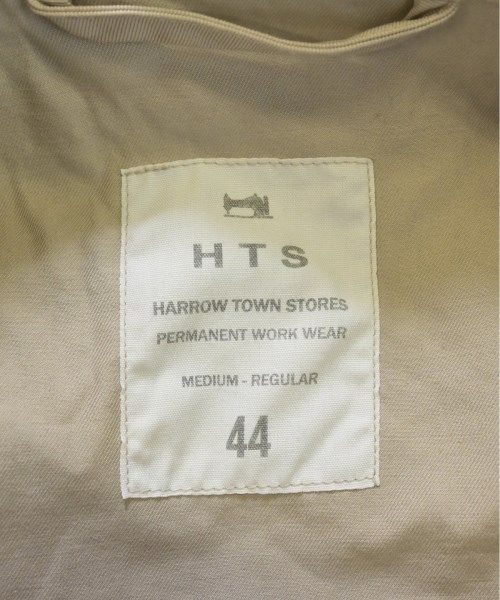 HTS
HARROW TOWN STORES
PERMANENT WORK WEAR
MEDIUM - REGULAR
44